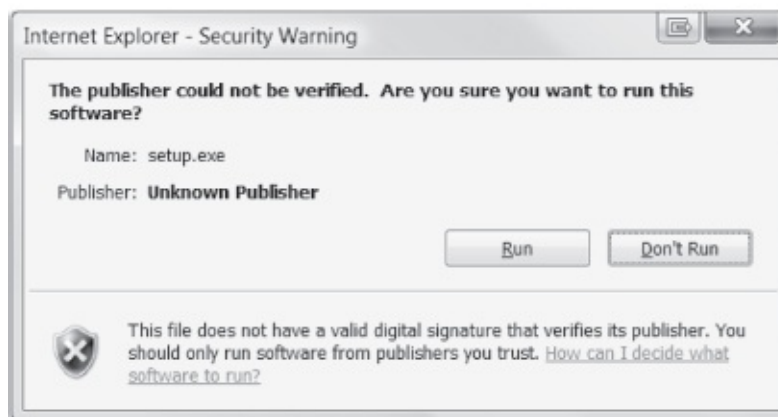 Internet Explorer - Security Warning
The publisher could not be verified.  Are you sure you want to run this
software?
Name: setup.exe
Publisher: Unknown Publisher
Run
Don't Run
This file does not have a valid digital signature that verifies its publisher. You
should only run software from publishers you trust. How can I decide what
software to run?